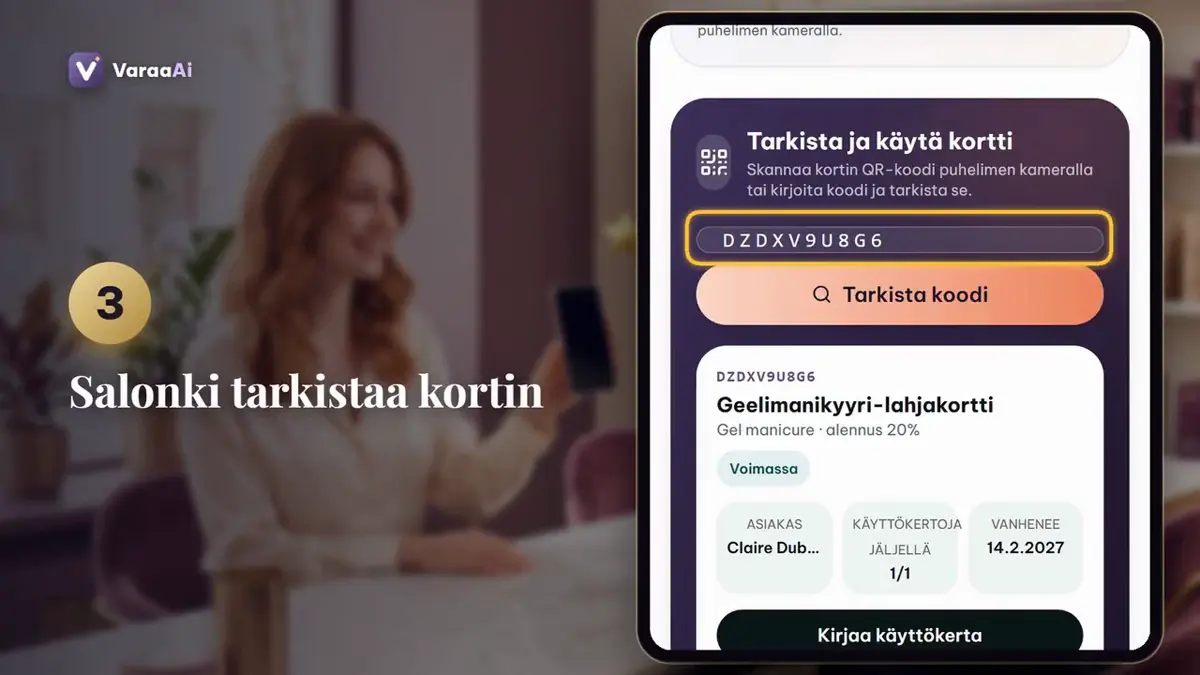 VaraaAi
3
Salonki tarkistaa kortin
puhelimen kameralla.
Tarkista ja käytä kortti
Skannaa kortin QR-koodi puhelimen kameralla
tai kirjoita koodi ja tarkista se.
DZDXV9U8G6
Tarkista koodi
DZDXV9U8G6
Geelimanikyyri-lahjakortti
Gel manicure · alennus 20%
Voimassa
ASIAKAS
Claire Dub...
KÄYTTÖKERTOJA
JÄLJELLÄ
1/1
VANHENEE
14.2.2027
Kirjaa käyttökerta